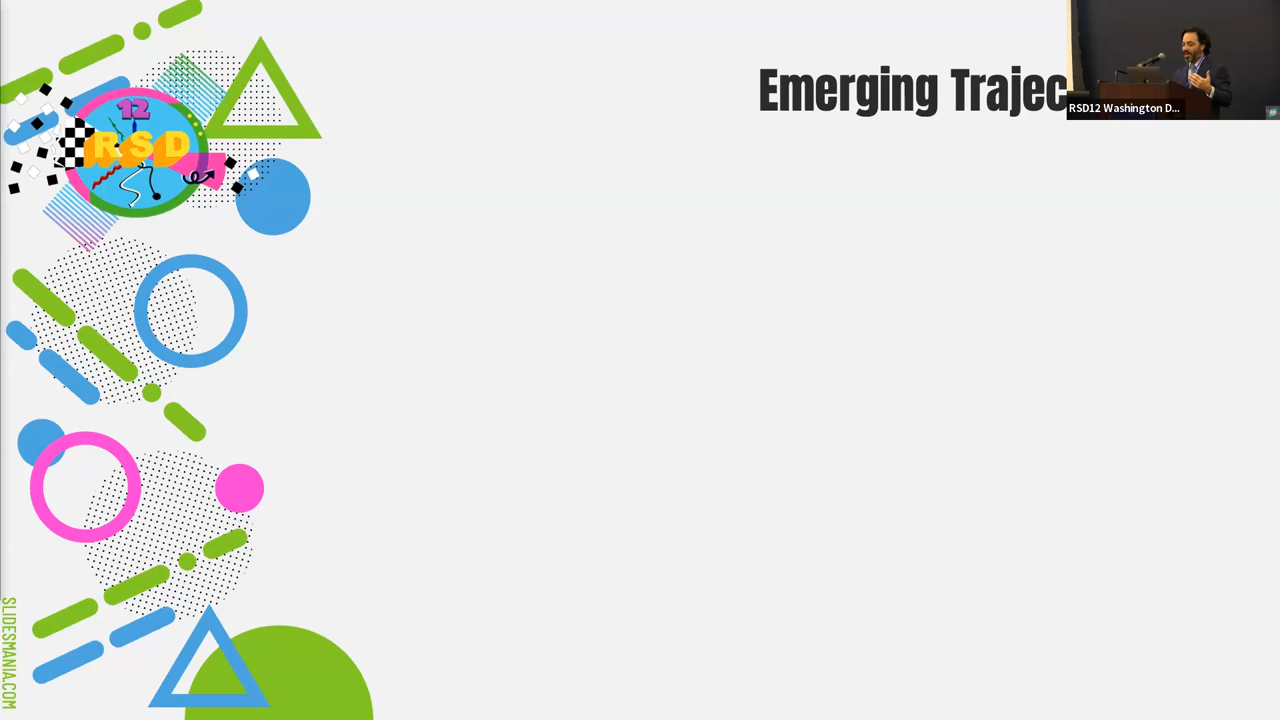 Emerging Trajec
RSD12 Washington D...
12
RSD
SLIDESMANIA.COM